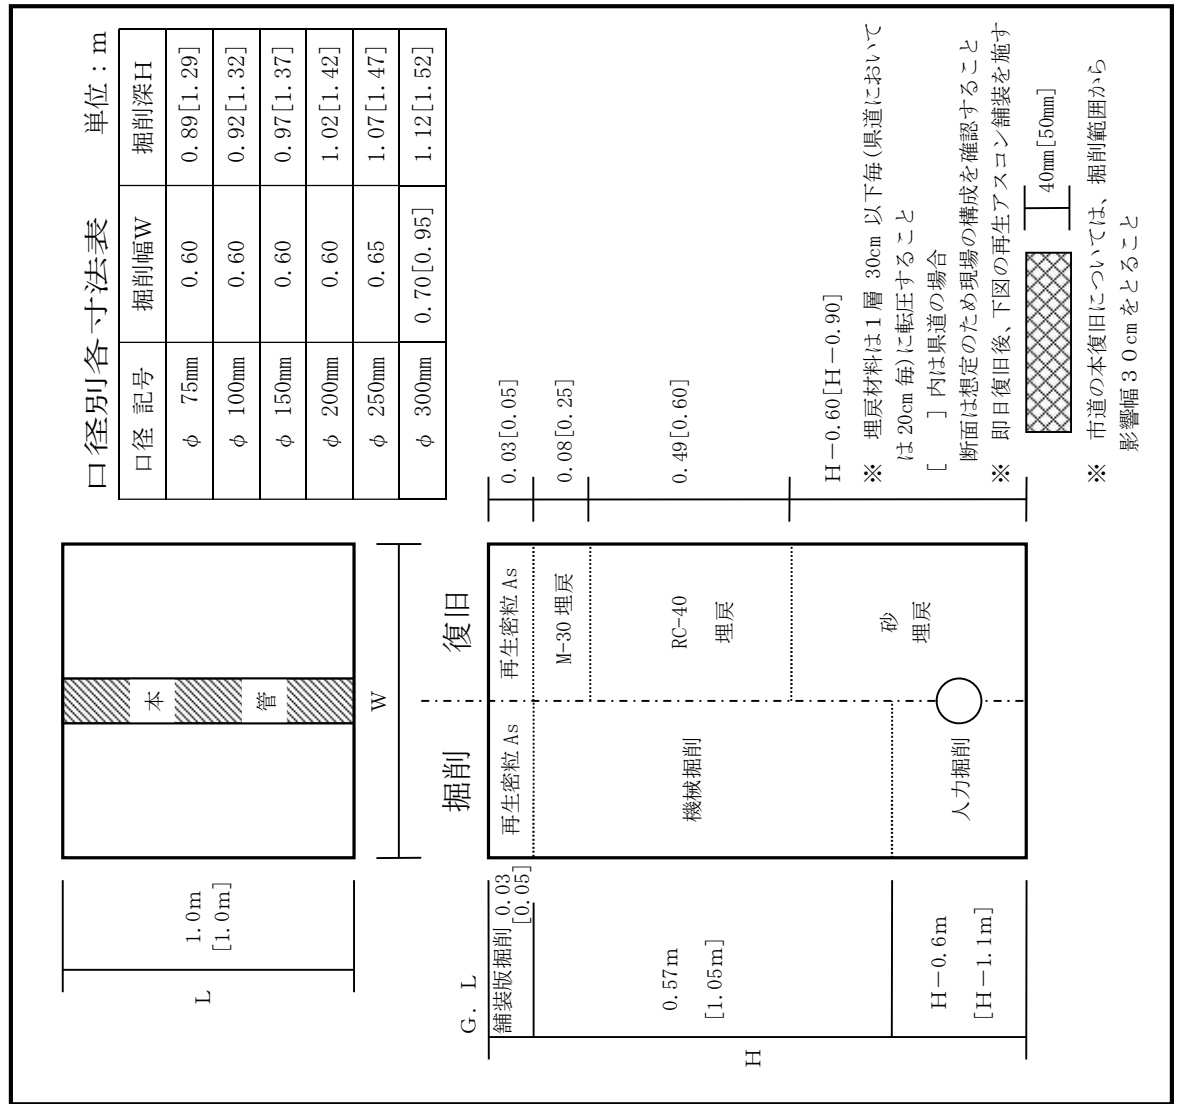 口径別各寸法表　単位：m
口径 記号　掘削幅W　掘削深H
φ　75mm　0.60　0.89[1.29]
φ　100mm　0.60　0.92[1.32]
φ　150mm　0.60　0.97[1.37]
φ　200mm　0.60　1.02[1.42]
φ　250mm　0.65　1.07[1.47]
φ　300mm　0.70[0.95]　1.12[1.52]
L
1.0m
[1.0m]
本
管
W
掘削
復旧
G. L
舗装版掘削
0.03
[0.05]
0.57m
[1.05m]
H－0.6m
[H－1.1m]
H
再生密粒 As
機械掘削
人力掘削
再生密粒 As
M-30 埋戻
RC-40
埋戻
砂
埋戻
0.03[0.05]
0.08[0.25]
0.49[0.60]
H－0.60[H－0.90]
※　埋戻材料は１層 30cm 以下毎(県道において
は 20cm 毎)に転圧すること
[　　] 内は県道の場合
断面は想定のため現場の構成を確認すること
※　即日復旧後、下図の再生アスコン舗装を施す
40mm[50mm]
※　市道の本復旧については、掘削範囲から
影響幅３０㎝をとること